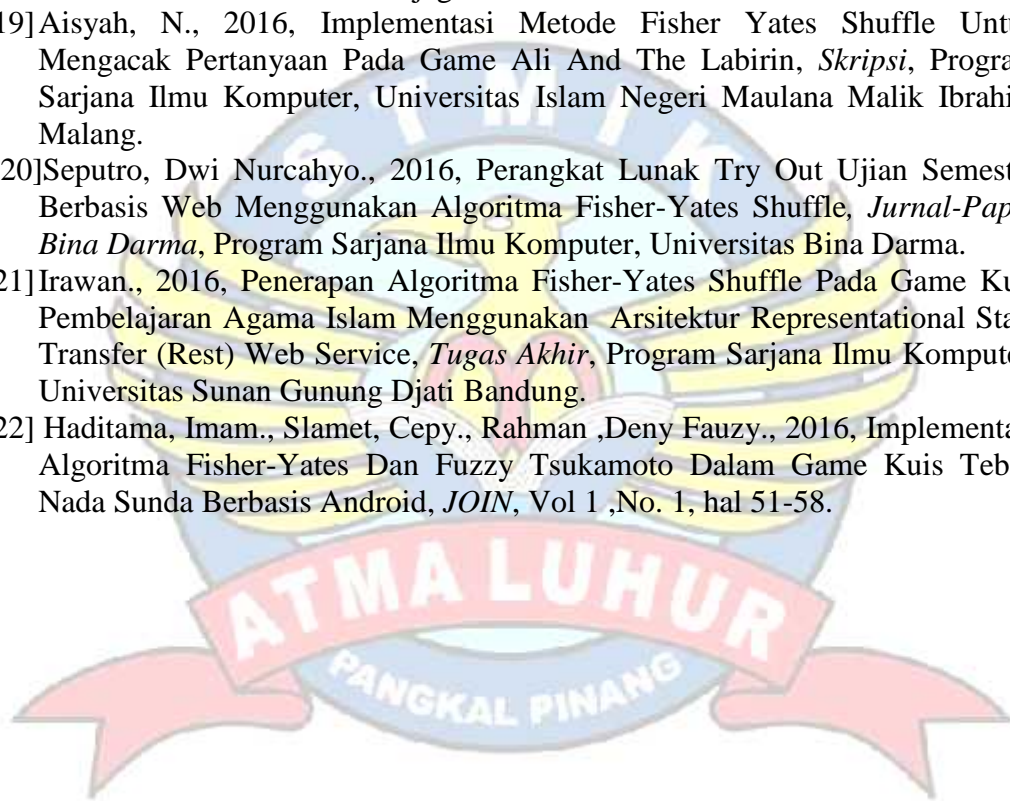 19] Aisyah, N., 2016, Implementasi Metode Fisher Yates Shuffle Untu
Mengacak Pertanyaan Pada Game Ali And The Labirin, Skripsi, Progra
Sarjana Ilmu Komputer, Universitas Islam Negeri Maulana Malik Ibrahi
Malang.
20]Seputro, Dwi Nurcahyo., 2016, Perangkat Lunak Try Out Ujian Semest
Berbasis Web Menggunakan Algoritma Fisher-Yates Shuffle, Jurnal-Pap
Bina Darma, Program Sarjana Ilmu Komputer, Universitas Bina Darma.
21] Irawan., 2016, Penerapan Algoritma Fisher-Yates Shuffle Pada Game Ku
Pembelajaran Agama Islam Menggunakan Arsitektur Representational Sta
Transfer (Rest) Web Service, Tugas Akhir, Program Sarjana Ilmu Komput
Universitas Sunan Gunung Djati Bandung.
22] Haditama, Imam., Slamet, Cepy., Rahman ,Deny Fauzy., 2016, Implementa
Algoritma Fisher-Yates Dan Fuzzy Tsukamoto Dalam Game Kuis Teb
Nada Sunda Berbasis Android, JOIN, Vol 1 ,No. 1, hal 51-58.
STMIK
ATMA LUHUR
PANGKAL PINANG